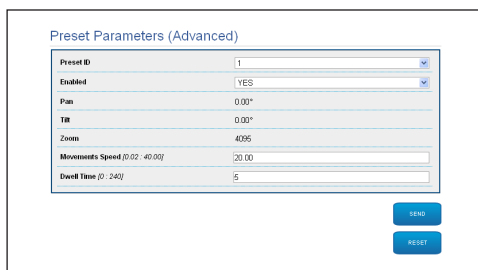 Preset Parameters (Advanced)
Preset ID 1
Enabled YES
Pan 0.00°
Tilt 0.00°
Zoom 4095
Movements Speed [0.02 : 40.00] 20.00
Dwell Time [0 : 240] 5
SEND
RESET